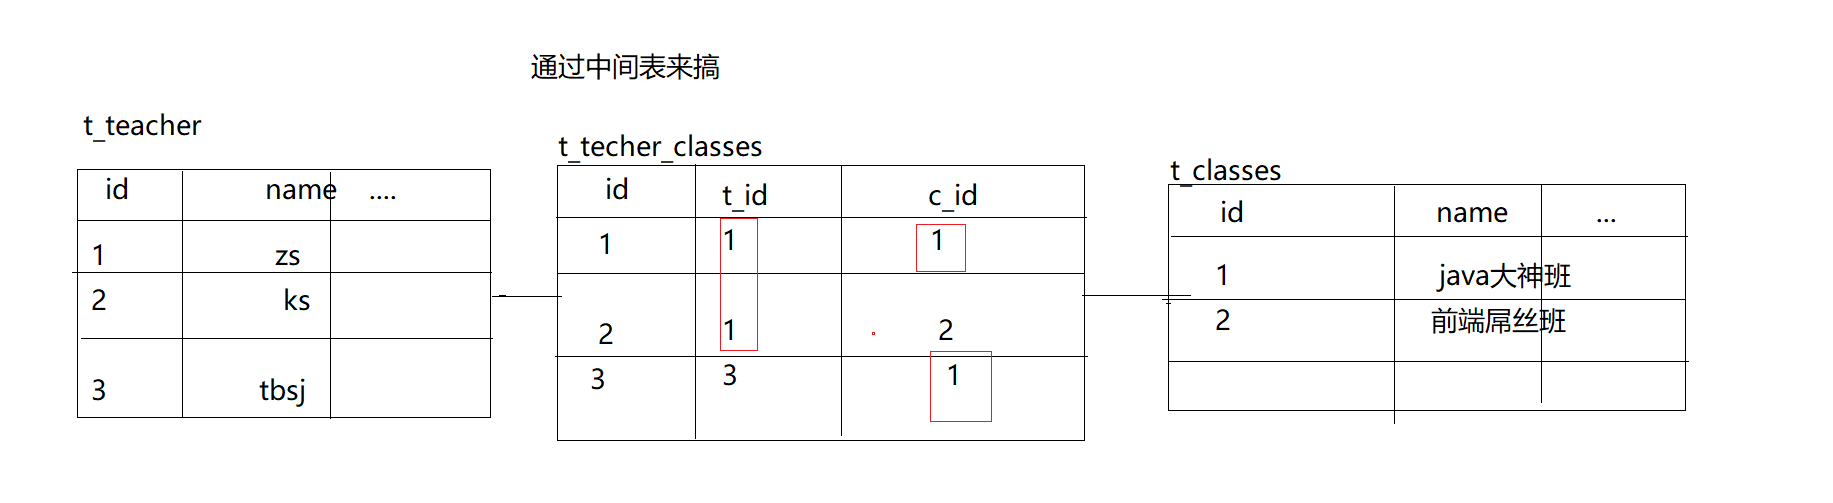 通过中间表来搞
t_teacher
id name ....
1 zs
2 ks
3 tbsj
t_techer_classes
id t_id c_id
1 1 1
2 1 2
3 3 1
t_classes
id name ...
1 java大神班
2 前端屌丝班